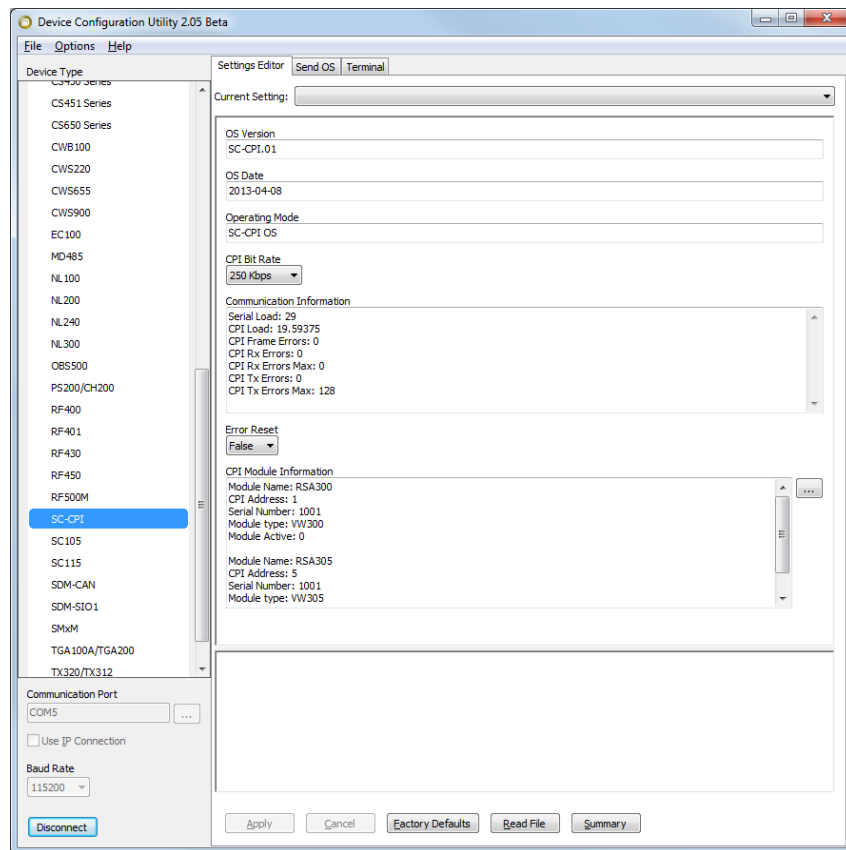 Device Configuration Utility 2.05 Beta
File Options Help
Device Type
CS450 Series
CS451 Series
CS650 Series
CWB100
CWS220
CWS655
CWS900
EC100
MD485
NL100
NL200
NL240
NL300
OBS500
PS200/CH200
RF400
RF401
RF430
RF450
RF500M
SC-CPI
SC105
SC115
SDM-CAN
SDM-SIO1
SMxM
TGA100A/TGA200
TX320/TX312
Communication Port
COM5
...
Use IP Connection
Baud Rate
115200
Disconnect
Settings Editor Send OS Terminal
Current Setting:
OS Version
SC-CPI.01
OS Date
2013-04-08
Operating Mode
SC-CPI OS
CPI Bit Rate
250 Kbps
Communication Information
Serial Load: 29
CPI Load: 19.59375
CPI Frame Errors: 0
CPI Rx Errors: 0
CPI Rx Errors Max: 0
CPI Tx Errors: 0
CPI Tx Errors Max: 128
Error Reset
False
CPI Module Information
Module Name: RSA300
CPI Address: 1
Serial Number: 1001
Module type: VW300
Module Active: 0
Module Name: RSA305
CPI Address: 5
Serial Number: 1001
Module type: VW305
...
Apply Cancel Factory Defaults Read File Summary